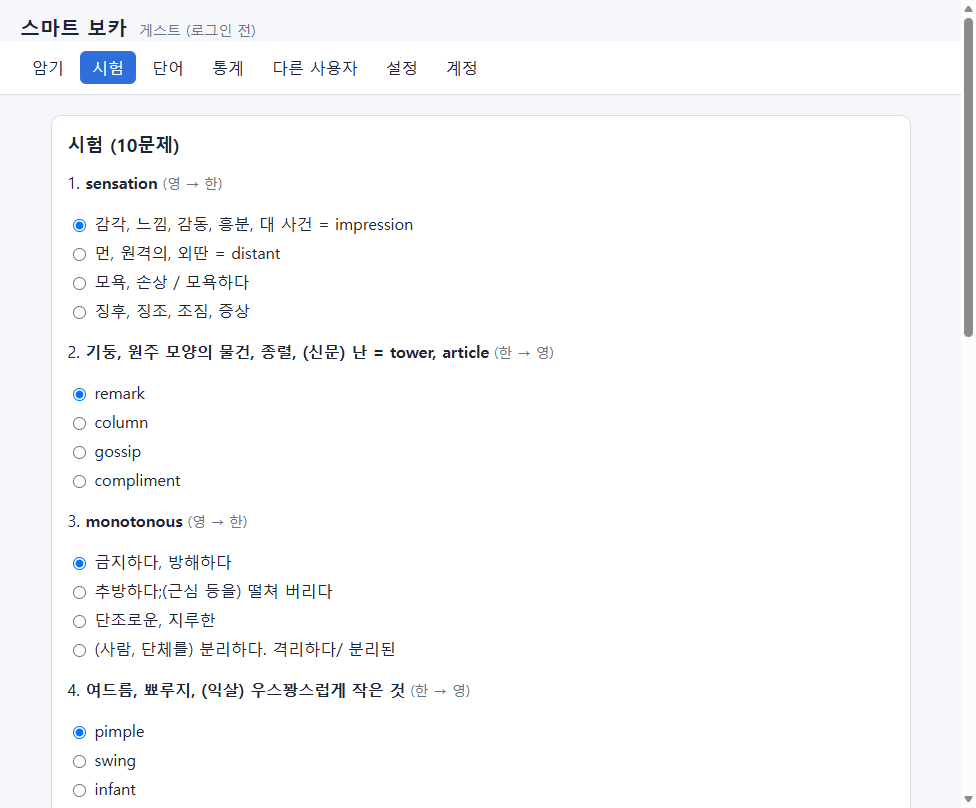 스마트 보카 게스트 (로그인 전)
암기 시험 단어 통계 다른 사용자 설정 계정
시험 (10문제)
1. sensation (영 → 한)
감각, 느낌, 감동, 흥분, 대 사건 = impression
먼, 원격의, 외딴 = distant
모욕, 손상 / 모욕하다
징후, 징조, 조짐, 증상
2. 기둥, 원주 모양의 물건, 종렬, (신문) 난 = tower, article (한 → 영)
remark
column
gossip
compliment
3. monotonous (영 → 한)
금지하다, 방해하다
추방하다;(근심 등을) 떨쳐 버리다
단조로운, 지루한
(사람, 단체를) 분리하다. 격리하다/ 분리된
4. 여드름, 뾰루지, (익살) 우스꽝스럽게 작은 것 (한 → 영)
pimple
swing
infant